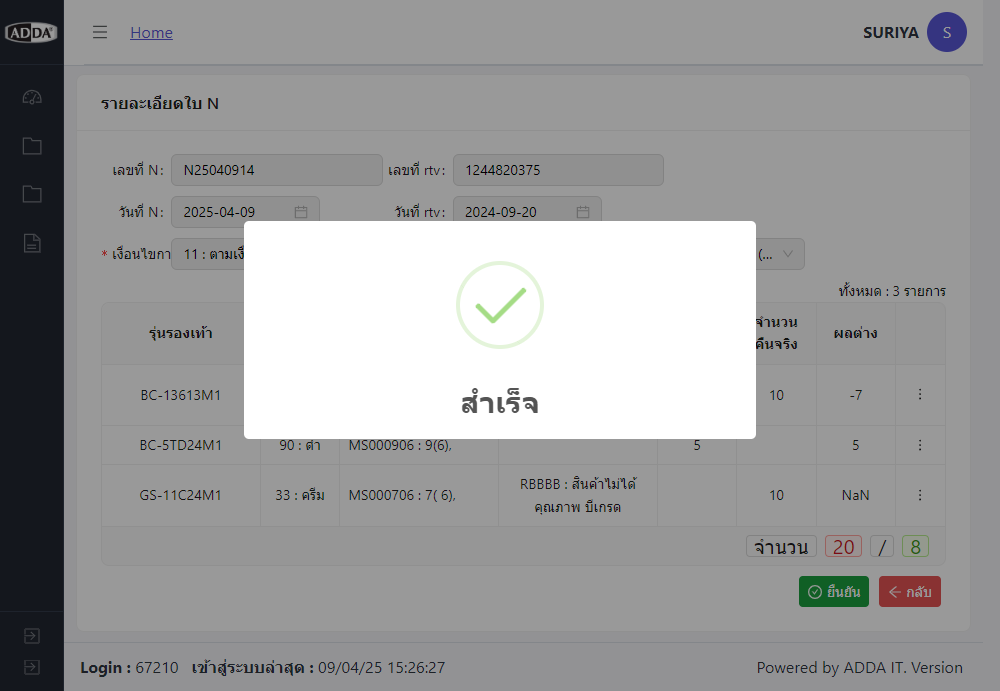 ADDA
Home
SURIYA S
รายละเอียดใบ N
เลขที่ N: N25040914 เลขที่ rtv: 1244820375
วันที่ N: 2025-04-09 วันที่ rtv: 2024-09-20
* เงื่อนไขกา 11 : ตามเงื (...
ทั้งหมด : 3 รายการ
รุ่นรองเท้า จำนวนคืนจริง ผลต่าง
BC-13613M1 10 -7
สำเร็จ
BC-5TD24M1 90 : ดำ MS000906 : 9(6), 5 5
GS-11C24M1 33 : ครีม MS000706 : 7( 6), RBBBB : สินค้าไม่ได้ 10 NaN
คุณภาพ บีเกรด
จำนวน 20 / 8
ยืนยัน กลับ
Login : 67210 เข้าสู่ระบบล่าสุด : 09/04/25 15:26:27 Powered by ADDA IT. Version